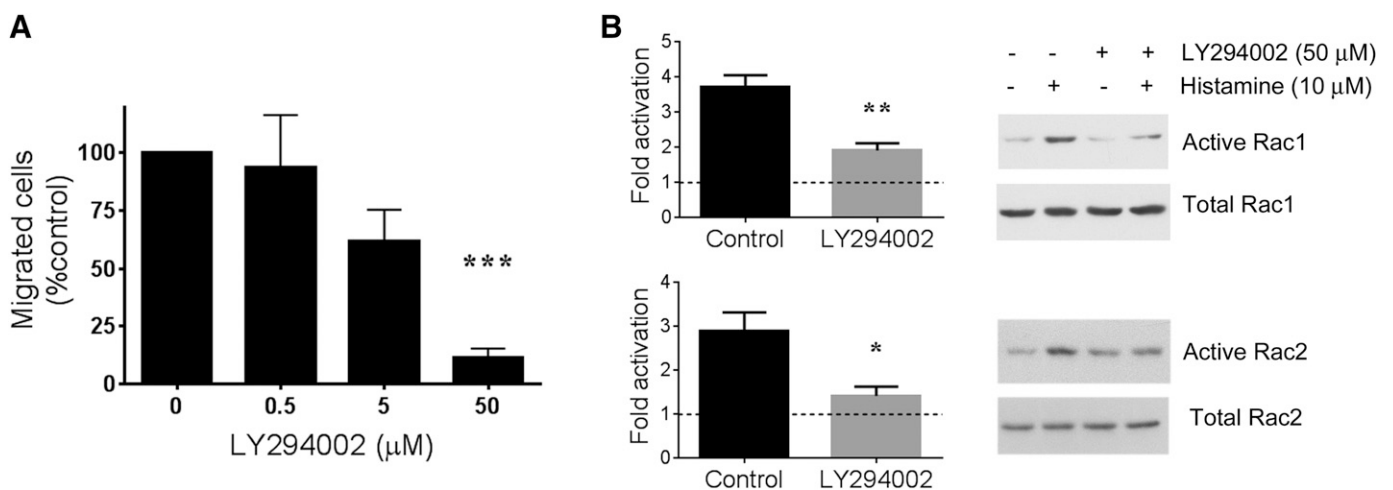 A
Migrated cells
(%control)
100
75
50
25
0
0 0.5 5 50
***
LY294002 (μM)
B
Fold activation
5
4
3
2
1
0
**
Control LY294002
Fold activation
4
3
2
1
0
*
Control LY294002
- - + + LY294002 (50 μM)
- + - + Histamine (10 μM)
Active Rac1
Total Rac1
Active Rac2
Total Rac2